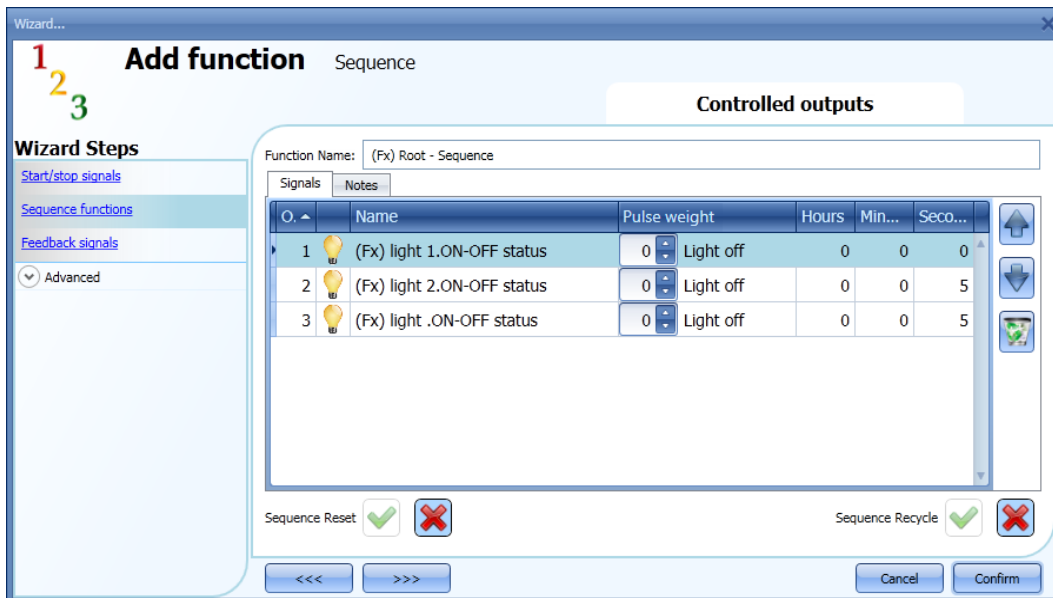 Wizard...
1 2 3
Add function Sequence
Controlled outputs
Wizard Steps
Start/stop signals
Sequence functions
Feedback signals
Advanced
Function Name: (Fx) Root - Sequence
Signals Notes
O. Name Pulse weight Hours Min... Seco...
1 (Fx) light 1.ON-OFF status 0 Light off 0 0 0
2 (Fx) light 2.ON-OFF status 0 Light off 0 0 5
3 (Fx) light .ON-OFF status 0 Light off 0 0 5
Sequence Reset Sequence Recycle
<<< >>> Cancel Confirm